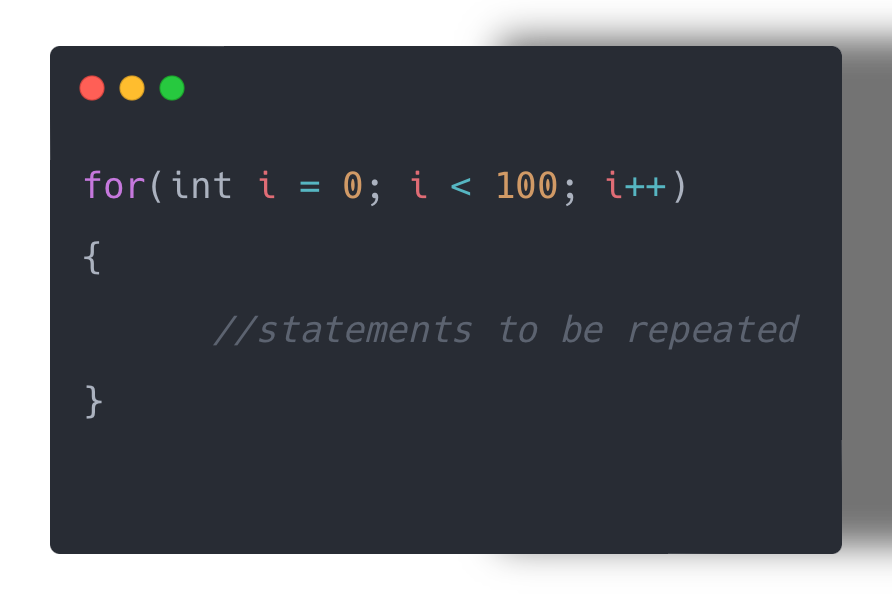 for(int i = 0; i < 100; i++)
{
//statements to be repeated
}